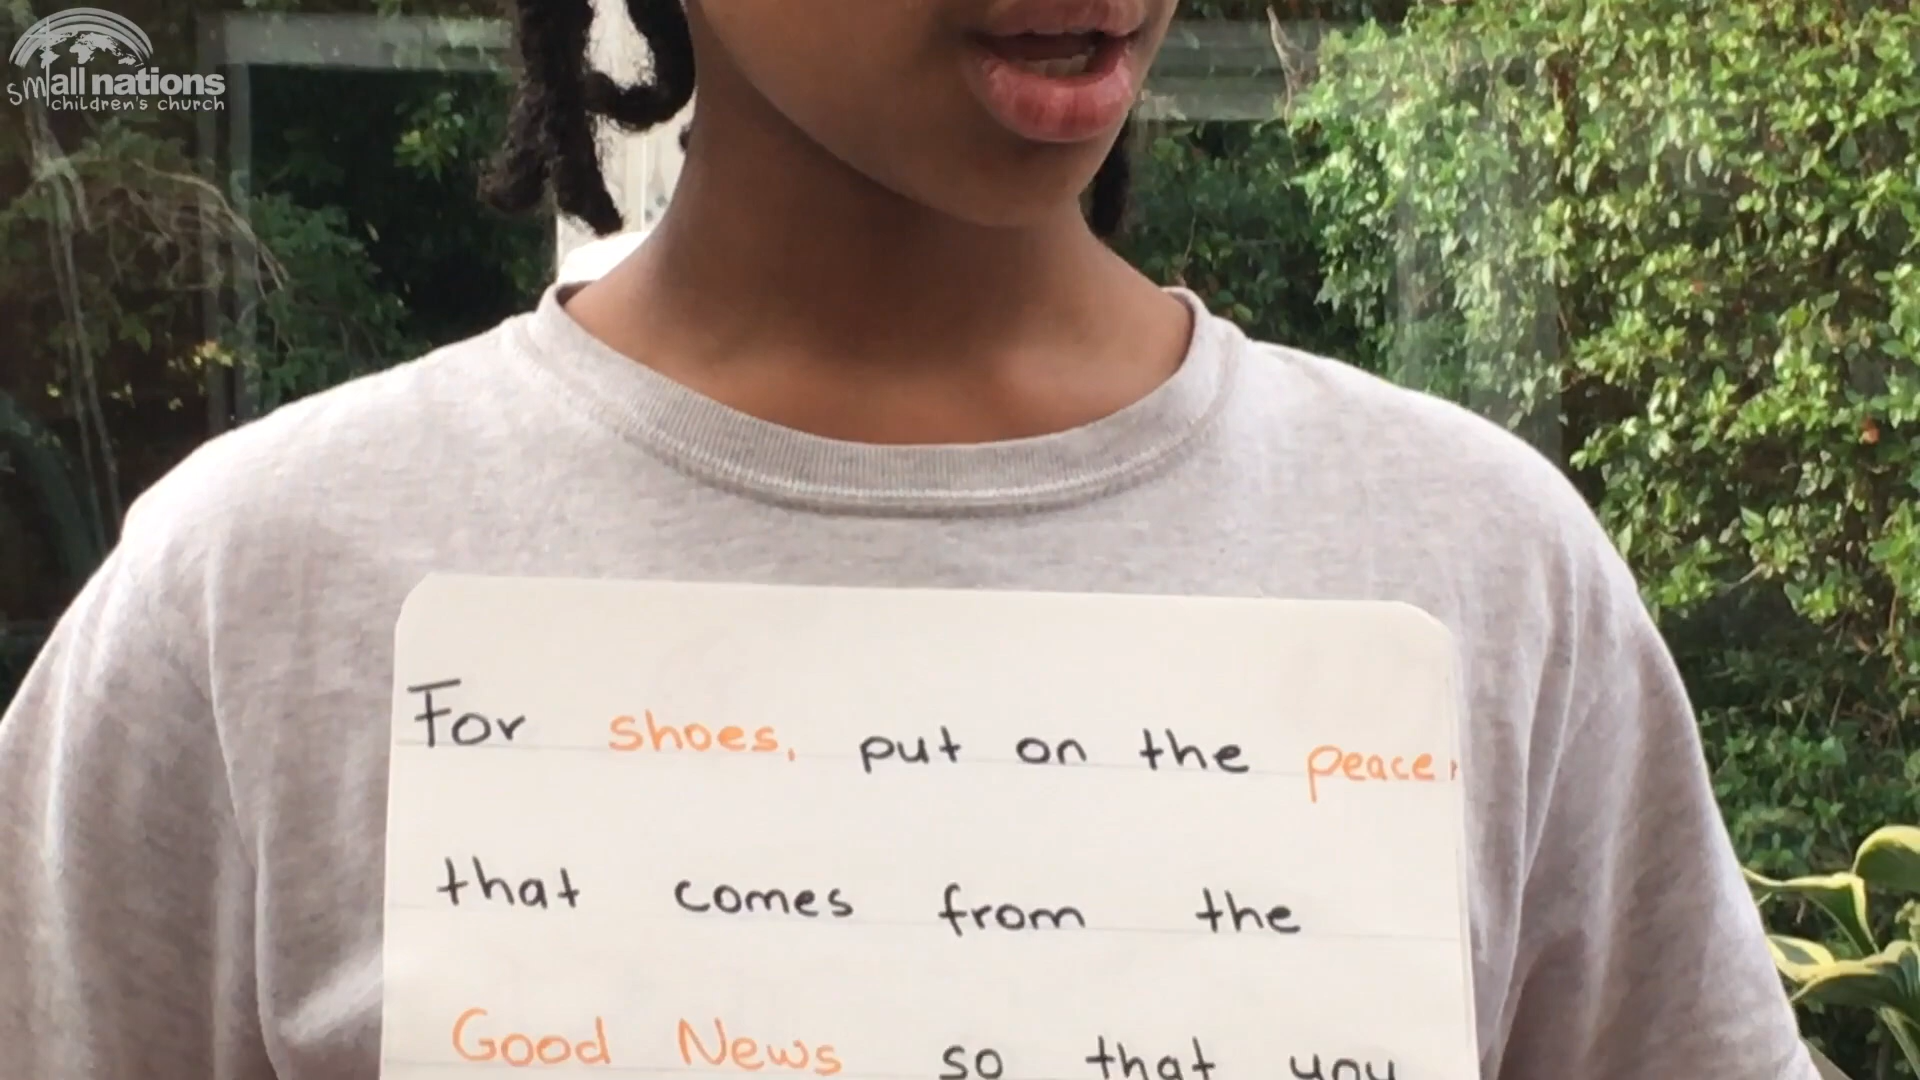 small nations
children's church
For shoes, put on the peace,
that comes from the
Good News so that